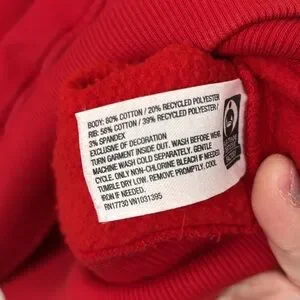 BODY: 80% COTTON / 20% RECYCLED POLYESTER
RIB: 58% COTTON / 39% RECYCLED POLYESTER /
3% SPANDEX
EXCLUSIVE OF DECORATION
TURN GARMENT INSIDE OUT. WASH BEFORE WEAR.
MACHINE WASH COLD SEPARATELY, GENTLE
CYCLE. ONLY NON-CHLORINE BLEACH IF NEEDED.
TUMBLE DRY LOW. REMOVE PROMPTLY. COOL
IRON IF NEEDED.
RN17730 VN1031395